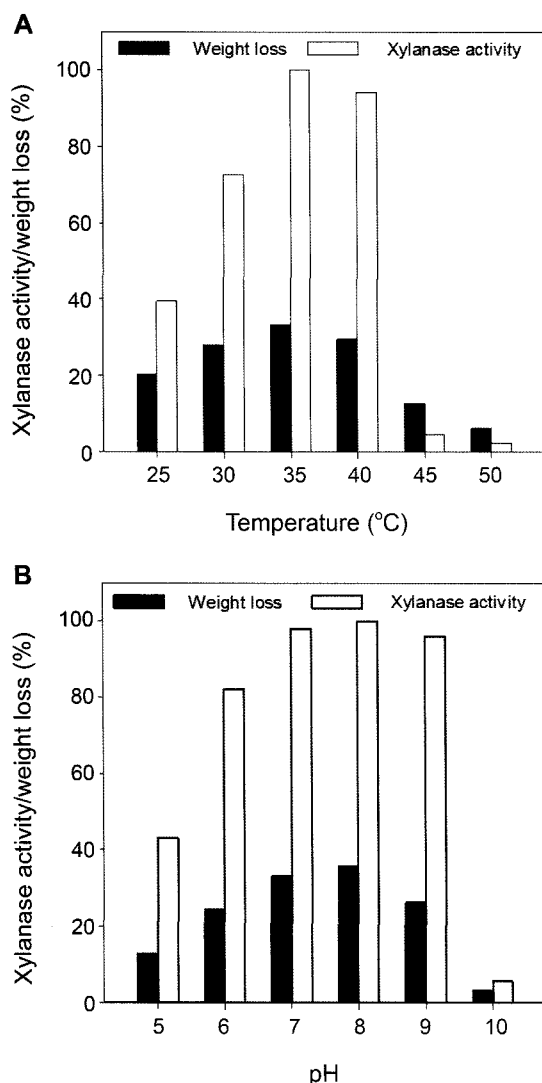 A
Weight loss Xylanase activity
Xylanase activity/weight loss (%)
100
80
60
40
20
0
25 30 35 40 45 50
Temperature (°C)
B
Weight loss Xylanase activity
Xylanase activity/weight loss (%)
100
80
60
40
20
0
5 6 7 8 9 10
pH